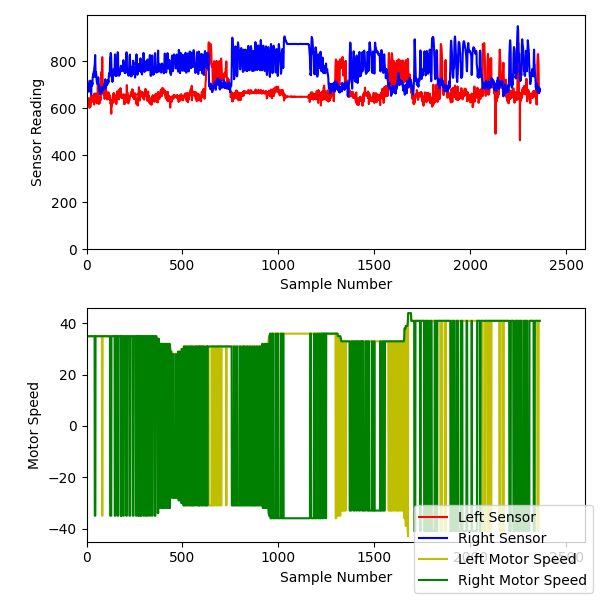 800
600
400
200
0
Sensor Reading
0 500 1000 1500 2000 2500
Sample Number
40
20
0
−20
−40
Motor Speed
0 500 1000 1500 2000 2500
Sample Number
Left Sensor
Right Sensor
Left Motor Speed
Right Motor Speed